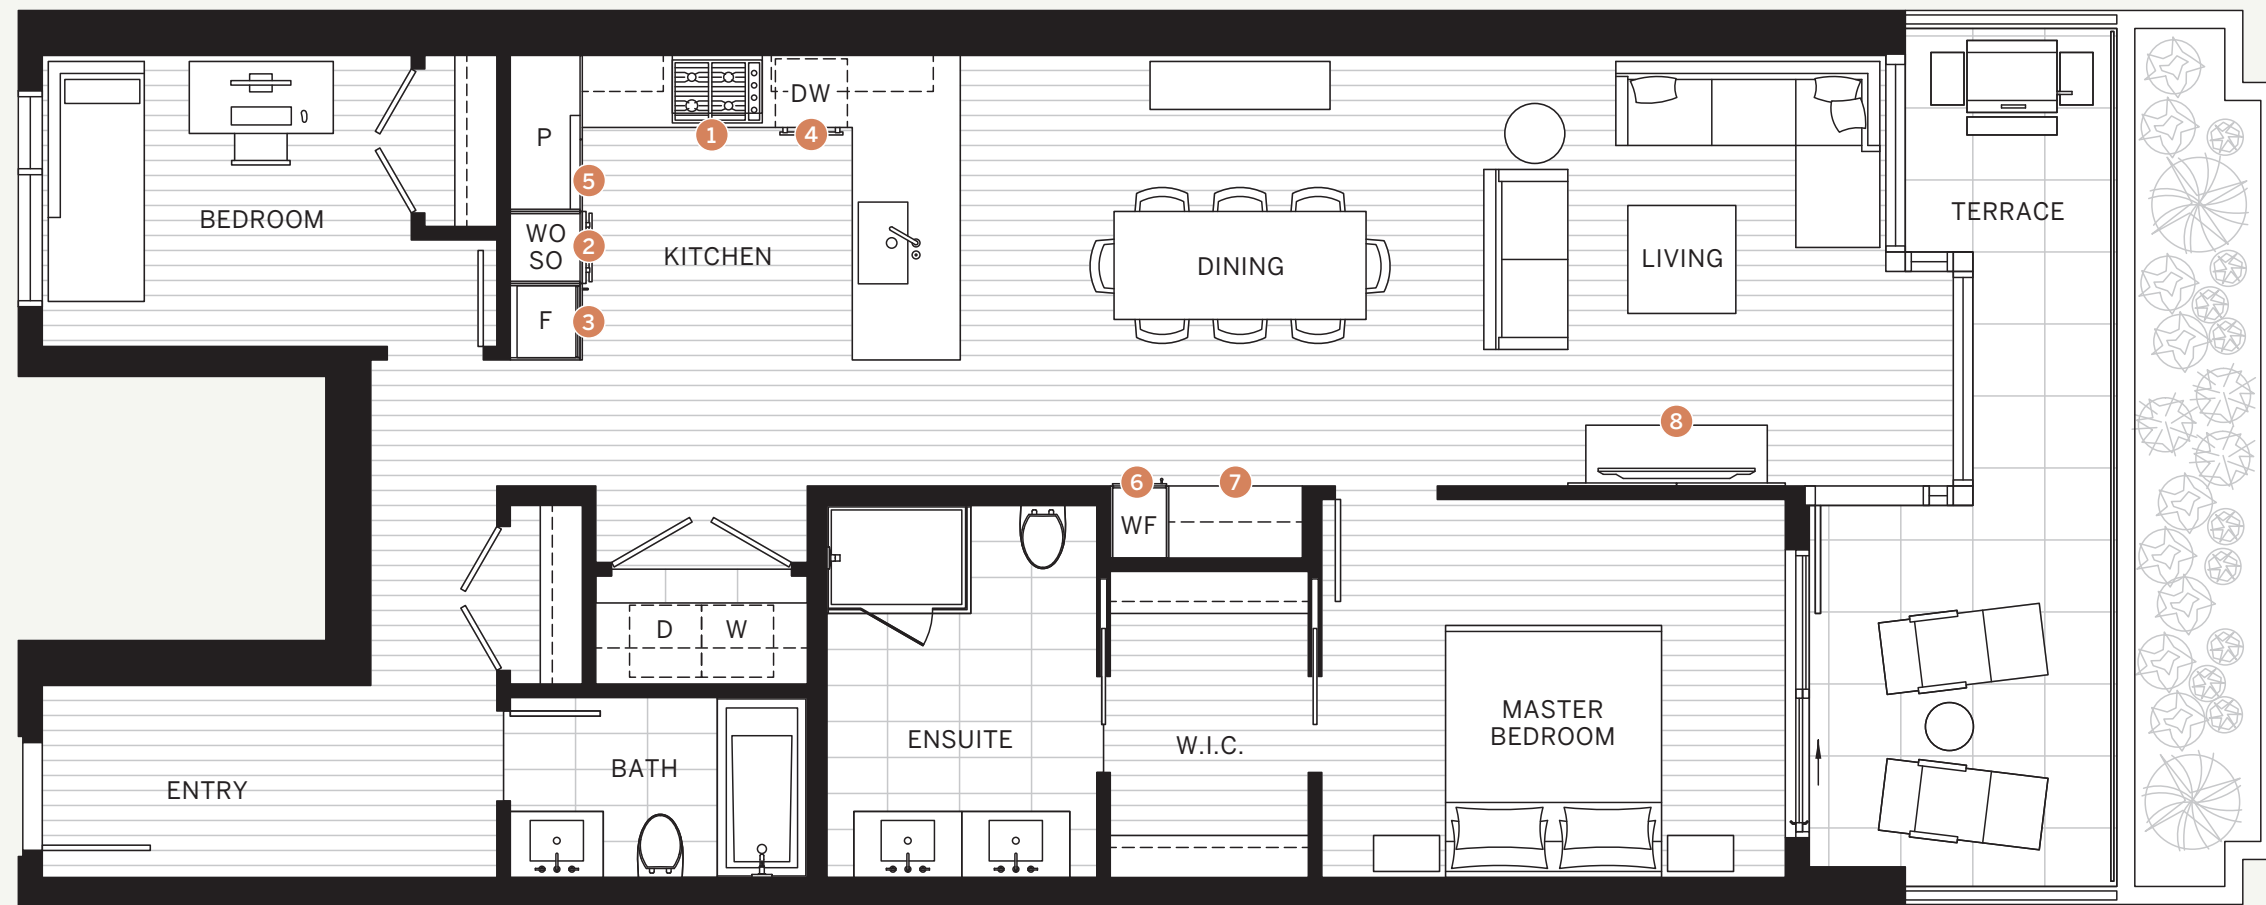 DW
1
4
P
5
BEDROOM
WO
SO
2
KITCHEN
F
3
DINING
LIVING
TERRACE
8
6
7
WF
D
W
MASTER
BEDROOM
ENSUITE
W.I.C.
BATH
ENTRY